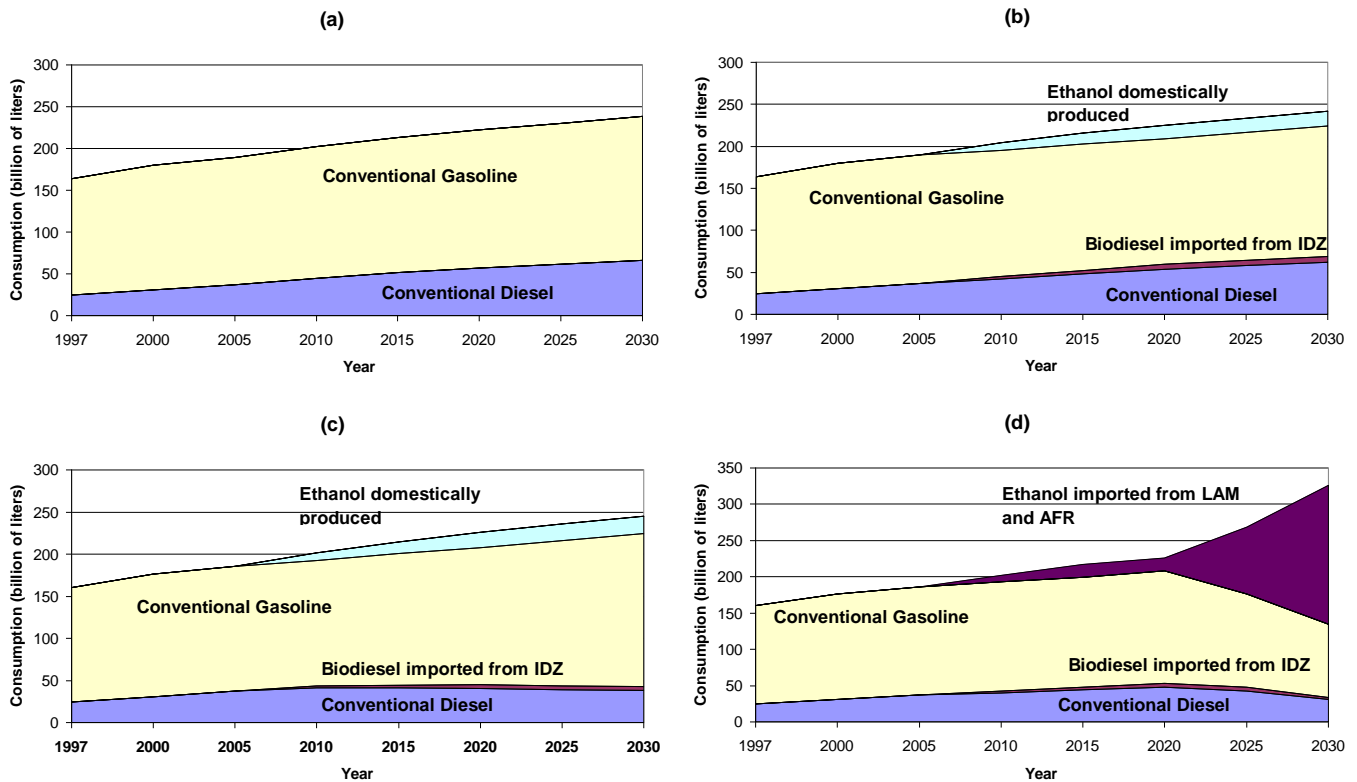 (a)
Consumption (billion of liters)
300
250
200
150
100
50
0
Conventional Gasoline
Conventional Diesel
1997 2000 2005 2010 2015 2020 2025 2030
Year
(b)
Consumption (billion of liters)
300
250
200
150
100
50
0
Ethanol domestically
produced
Conventional Gasoline
Biodiesel imported from IDZ
Conventional Diesel
1997 2000 2005 2010 2015 2020 2025 2030
Year
(c)
Consumption (billion of liters)
300
250
200
150
100
50
0
Ethanol domestically
produced
Conventional Gasoline
Biodiesel imported from IDZ
Conventional Diesel
1997 2000 2005 2010 2015 2020 2025 2030
Year
(d)
Consumption (billion of liters)
350
300
250
200
150
100
50
0
Ethanol imported from LAM
and AFR
Conventional Gasoline
Biodiesel imported from IDZ
Conventional Diesel
1997 2000 2005 2010 2015 2020 2025 2030
Year